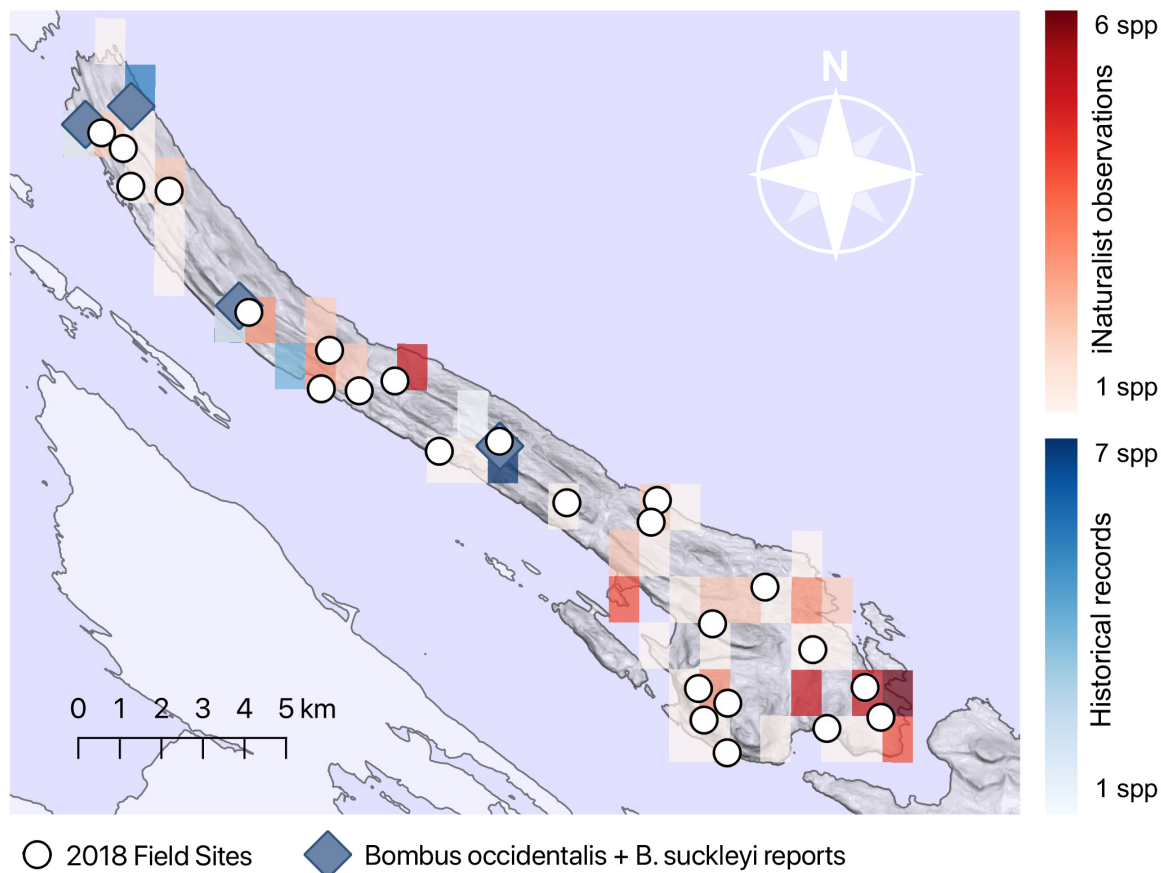 N
6 spp
iNaturalist observations
1 spp
7 spp
Historical records
1 spp
0 1 2 3 4 5 km
2018 Field Sites
Bombus occidentalis + B. suckleyi reports